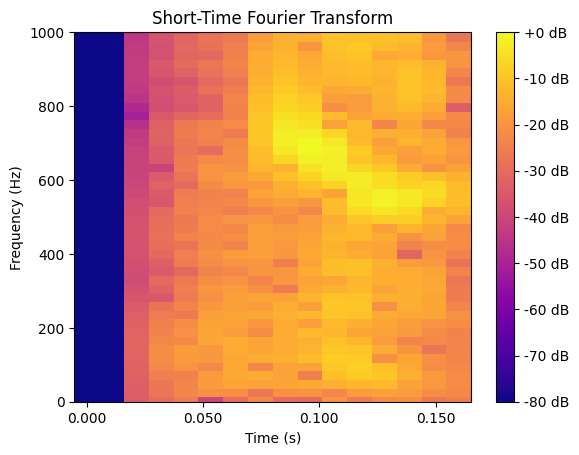 Short-Time Fourier Transform
1000
800
600
400
200
0
Frequency (Hz)
0.000
0.050
0.100
0.150
Time (s)
+0 dB
-10 dB
-20 dB
-30 dB
-40 dB
-50 dB
-60 dB
-70 dB
-80 dB